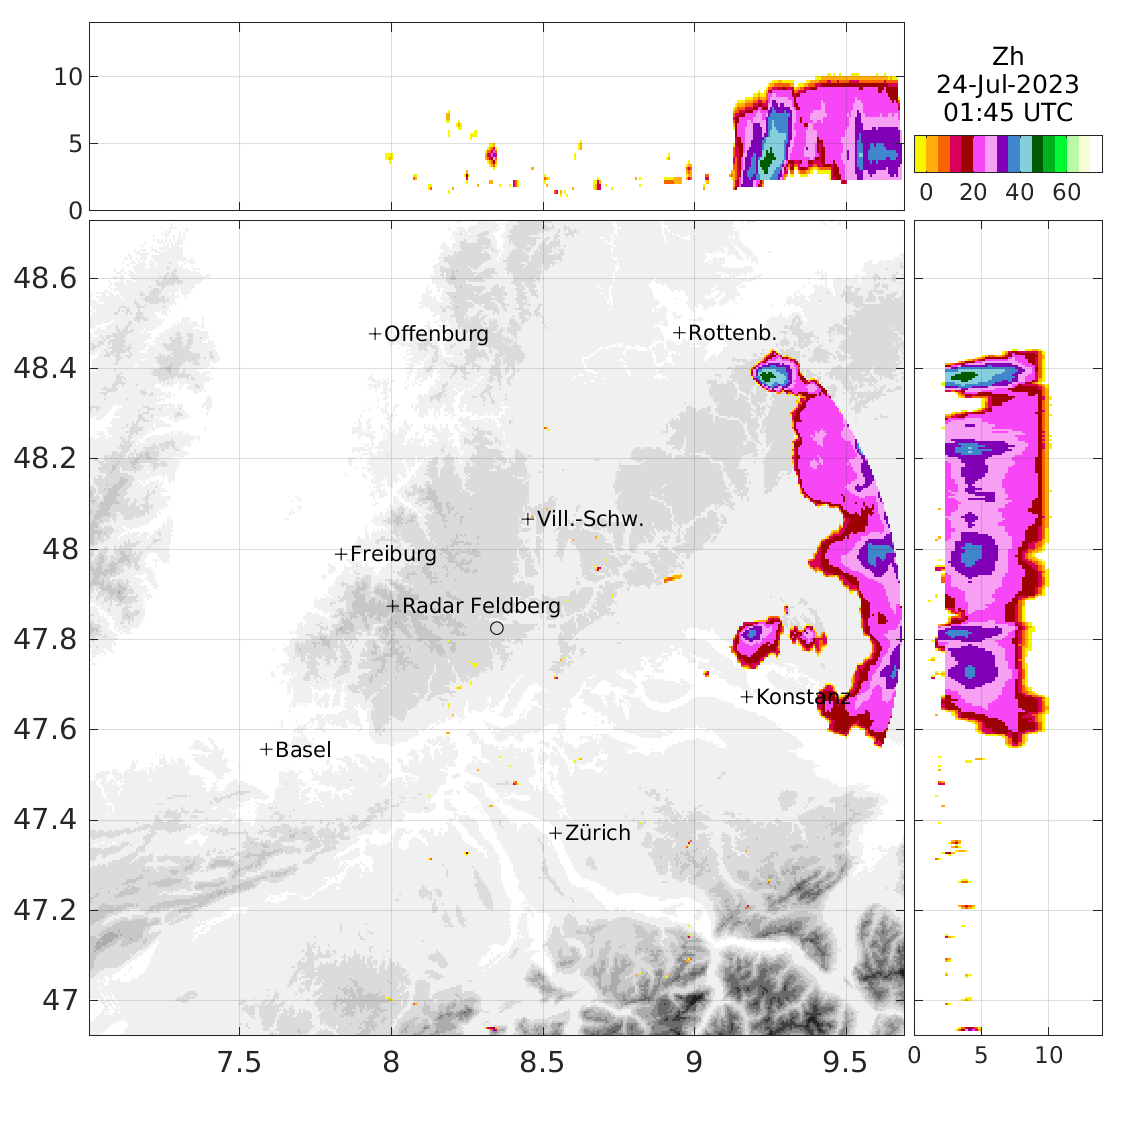 10
5
0
Zh
24-Jul-2023
01:45 UTC
0 20 40 60
48.6
48.4
48.2
48
47.8
47.6
47.4
47.2
47
Offenburg
Rottenb.
Vill.-Schw.
Freiburg
Radar Feldberg
Konstanz
Basel
Zürich
7.5 8 8.5 9 9.5
0 5 10